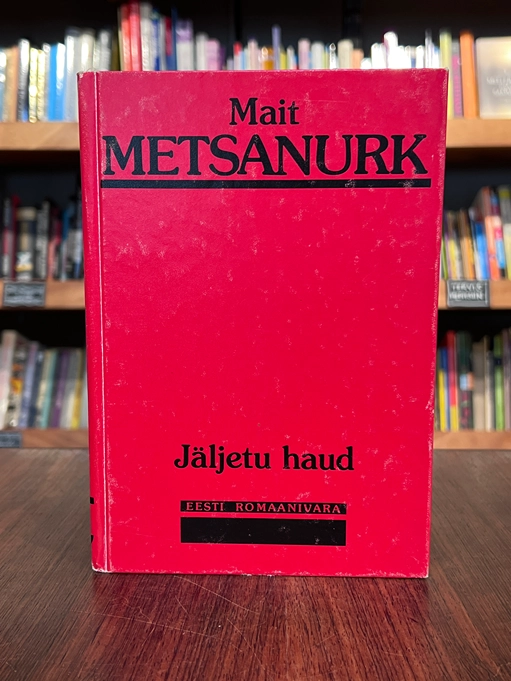 Mait
METSANURK
Jäljetu haud
EESTI ROMAANIVARA